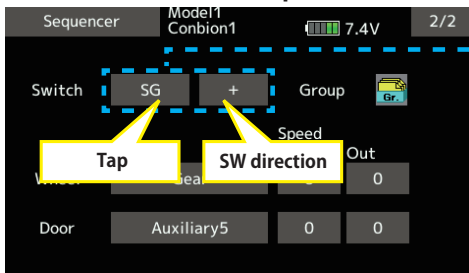 Sequencer
Model1
Conbion1
7.4V
2/2
Switch
SG
+
Group
Gr.
Tap
SW direction
Speed
Out
0
Door
Auxiliary5
0
0